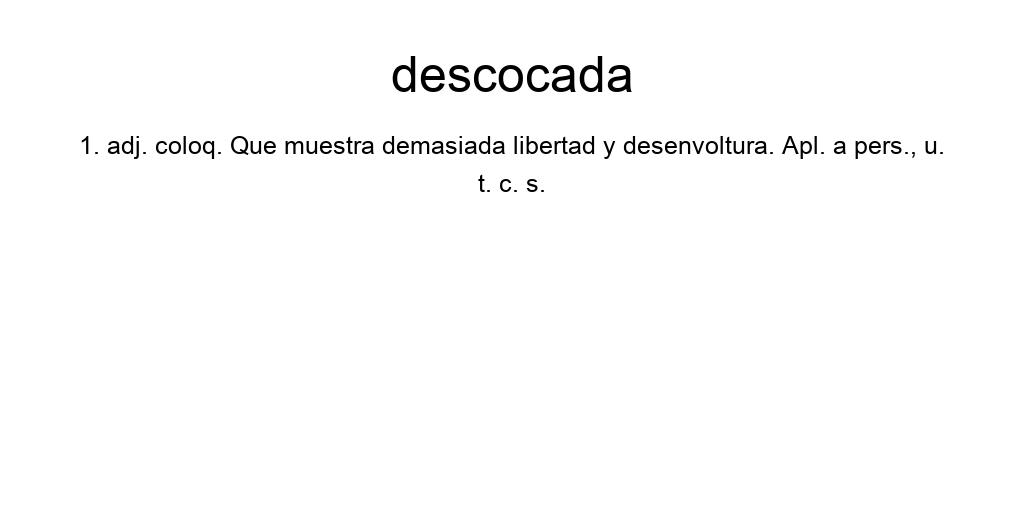 descocada
1. adj. coloq. Que muestra demasiada libertad y desenvoltura. Apl. a pers., u.
t. c. s.